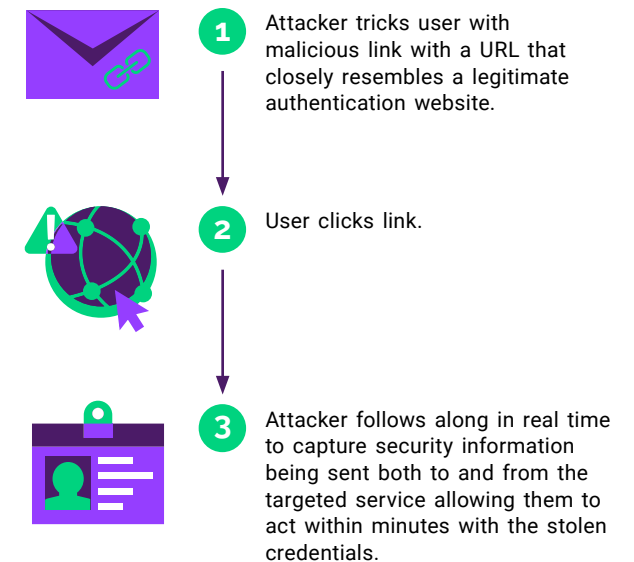 1
Attacker tricks user with
malicious link with a URL that
closely resembles a legitimate
authentication website.
2
User clicks link.
3
Attacker follows along in real time
to capture security information
being sent both to and from the
targeted service allowing them to
act within minutes with the stolen
credentials.